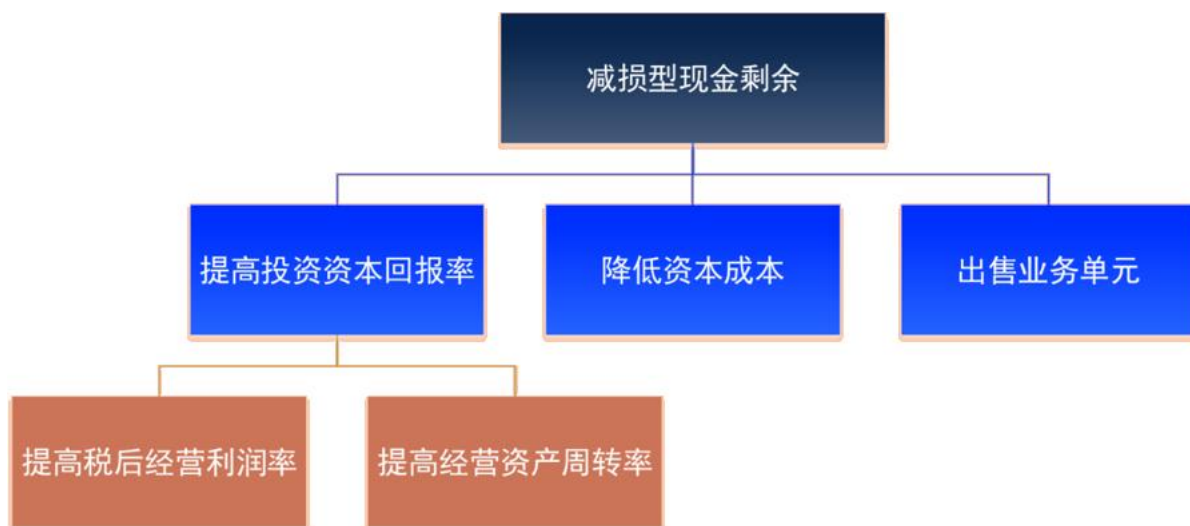 减损型现金剩余
提高投资资本回报率
降低资本成本
出售业务单元
提高税后经营利润率
提高经营资产周转率